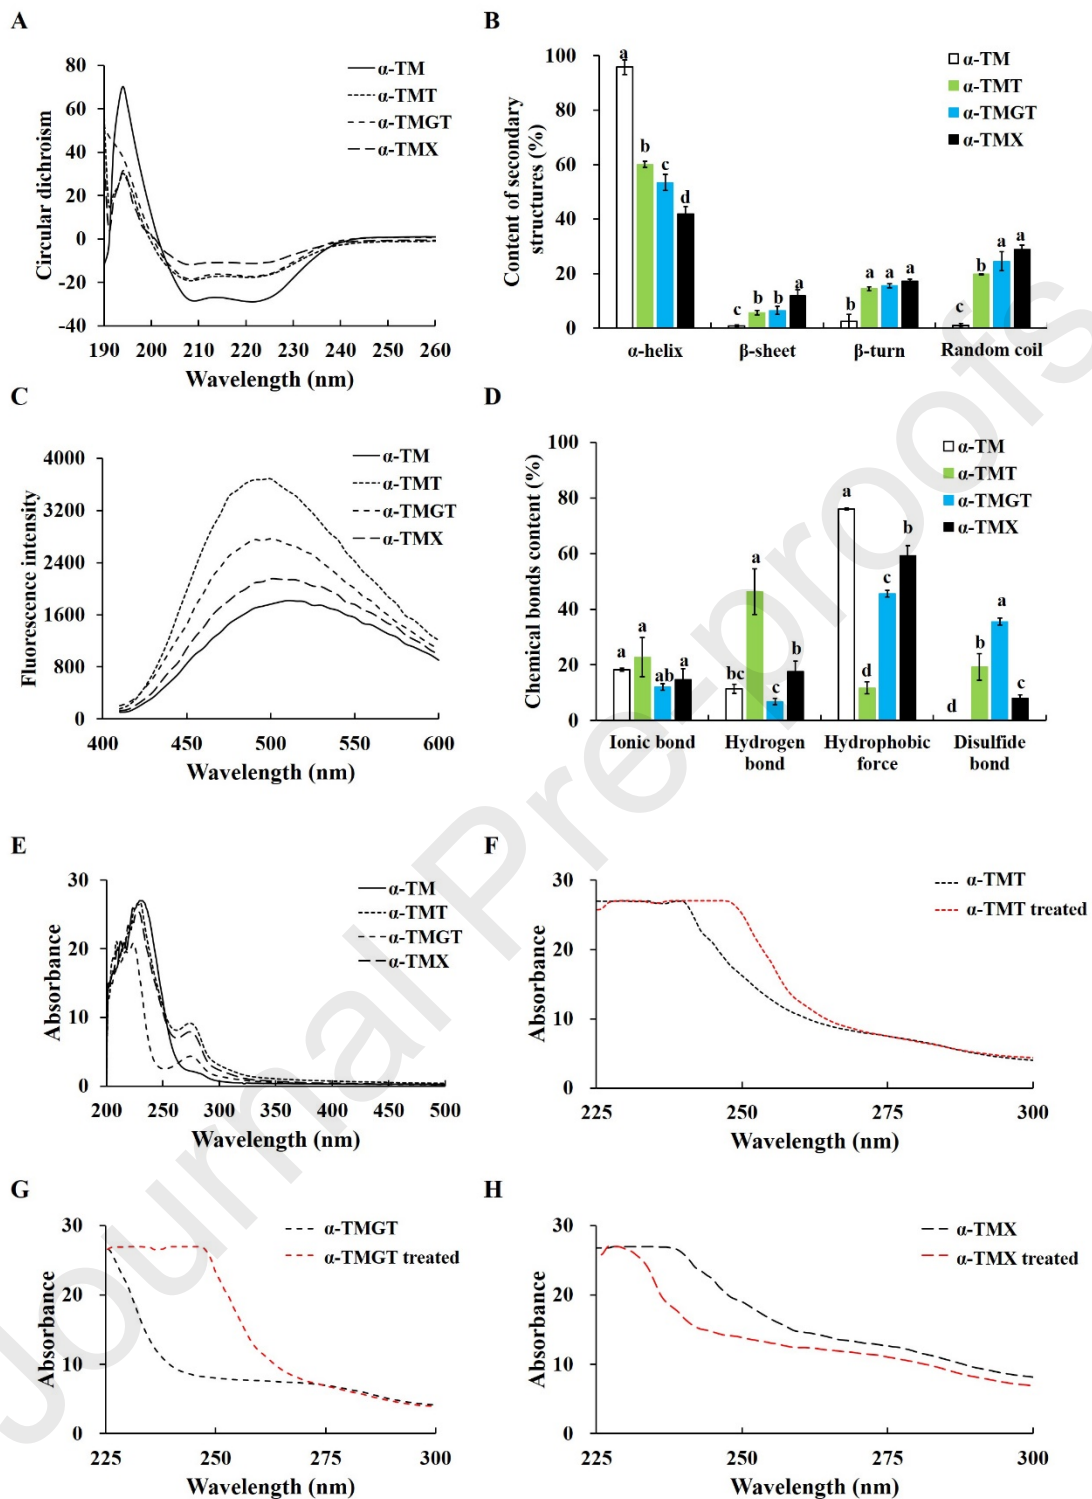 A
80
60
40
20
0
-20
-40
190 200 210 220 230 240 250 260
Circular dichroism
Wavelength (nm)
α-TM
α-TMT
α-TMGT
α-TMX
B
100
80
60
40
20
0
Content of secondary
structures (%)
α-TM
α-TMT
α-TMGT
α-TMX
a b c d
c b b a
b a a a
c b a a
α-helix β-sheet β-turn Random coil
C
4000
3200
2400
1600
800
0
400 450 500 550 600
Fluorescence intensity
Wavelength (nm)
α-TM
α-TMT
α-TMGT
α-TMX
D
100
80
60
40
20
0
Chemical bonds content (%)
α-TM
α-TMT
α-TMGT
α-TMX
a a ab a
bc a c b
a d c b
d b a c
Ionic bond Hydrogen Hydrophobic Disulfide
bond force bond
E
30
20
10
0
200 250 300 350 400 450 500
Absorbance
Wavelength (nm)
α-TM
α-TMT
α-TMGT
α-TMX
F
30
20
10
0
225 250 275 300
Absorbance
Wavelength (nm)
α-TMT
α-TMT treated
G
30
20
10
0
225 250 275 300
Absorbance
Wavelength (nm)
α-TMGT
α-TMGT treated
H
30
20
10
0
225 250 275 300
Absorbance
Wavelength (nm)
α-TMX
α-TMX treated
Journal Pre-proofs